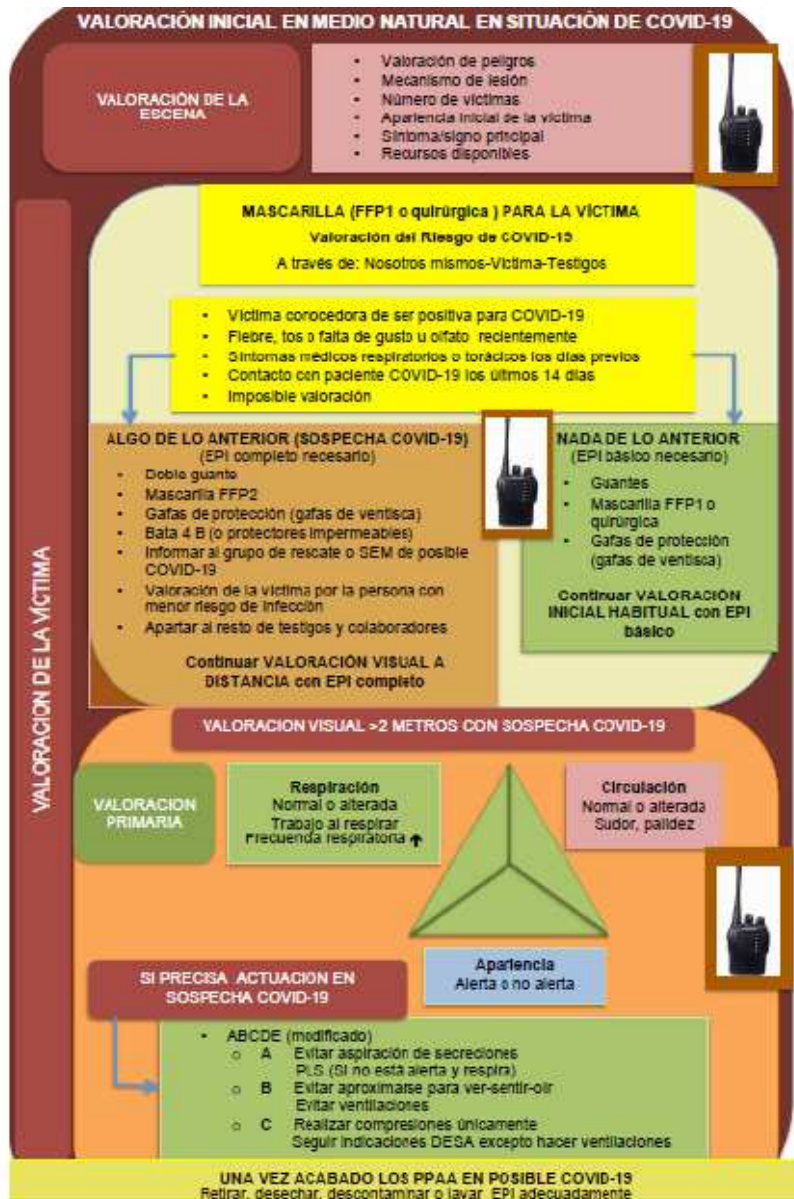 VALORACIÓN INICIAL EN MEDIO NATURAL EN SITUACIÓN DE COVID-19
VALORACIÓN DE LA
ESCENA
• Valoración de peligros
• Mecanismo de lesión
• Número de víctimas
• Apariencia inicial de la víctima
• Síntoma/signo principal
• Recursos disponibles
VALORACION DE LA VÍCTIMA
MASCARILLA (FFP1 o quirúrgica ) PARA LA VÍCTIMA
Valoración del Riesgo de COVID-19
A través de: Nosotros mismos-Víctima-Testigos
• Víctima conocedora de ser positiva para COVID-19
• Fiebre, tos o falta de gusto u olfato recientemente
• Síntomas médicos respiratorios o torácicos los días previos
• Contacto con paciente COVID-19 los últimos 14 días
• Imposible valoración
ALGO DE LO ANTERIOR (SOSPECHA COVID-19)
(EPI completo necesario)
• Doble guante
• Mascarilla FFP2
• Gafas de protección (gafas de ventisca)
• Bata 4 B (o protectores impermeables)
• Informar al grupo de rescate o SEM de posible
COVID-19
• Valoración de la víctima por la persona con
menor riesgo de infección
• Apartar al resto de testigos y colaboradores
Continuar VALORACIÓN VISUAL A
DISTANCIA con EPI completo
NADA DE LO ANTERIOR
(EPI básico necesario)
• Guantes
• Mascarilla FFP1 o
quirúrgica
• Gafas de protección
(gafas de ventisca)
Continuar VALORACIÓN
INICIAL HABITUAL con EPI
básico
VALORACION VISUAL >2 METROS CON SOSPECHA COVID-19
VALORACION
PRIMARIA
Respiración
Normal o alterada
Trabajo al respirar
Frecuencia respiratoria ↑
Circulación
Normal o alterada
Sudor, palidez
Apariencia
Alerta o no alerta
SI PRECISA ACTUACION EN
SOSPECHA COVID-19
• ABCDE (modificado)
o A Evitar aspiración de secreciones
PLS (Si no está alerta y respira)
o B Evitar aproximarse para ver-sentir-oir
Evitar ventilaciones
o C Realizar compresiones únicamente
Seguir indicaciones DESA excepto hacer ventilaciones
UNA VEZ ACABADO LOS PPAA EN POSIBLE COVID-19
Retirar, desechar, descontaminar o lavar EPI adecuadamente